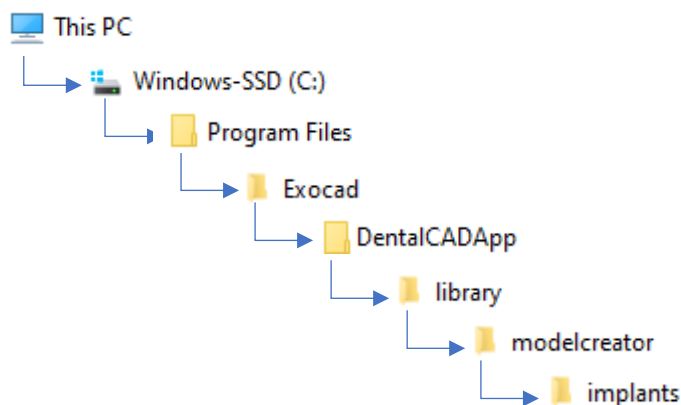 This PC
Windows-SSD (C:)
Program Files
Exocad
DentalCADApp
library
modelcreator
implants